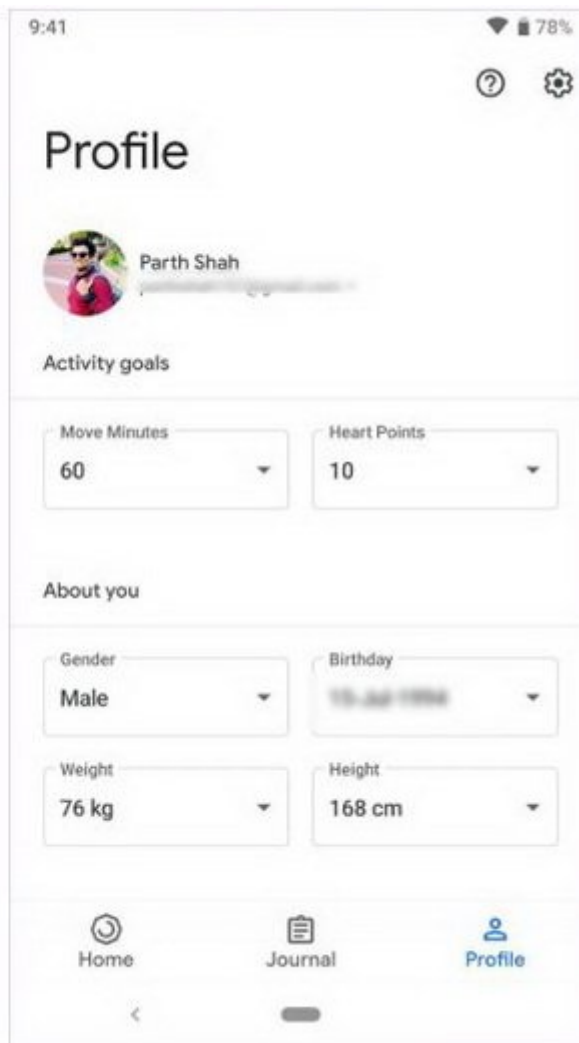 9:41 78%
Profile
Parth Shah
Activity goals
Move Minutes Heart Points
60 10
About you
Gender Birthday
Male
Weight Height
76 kg 168 cm
Home Journal Profile